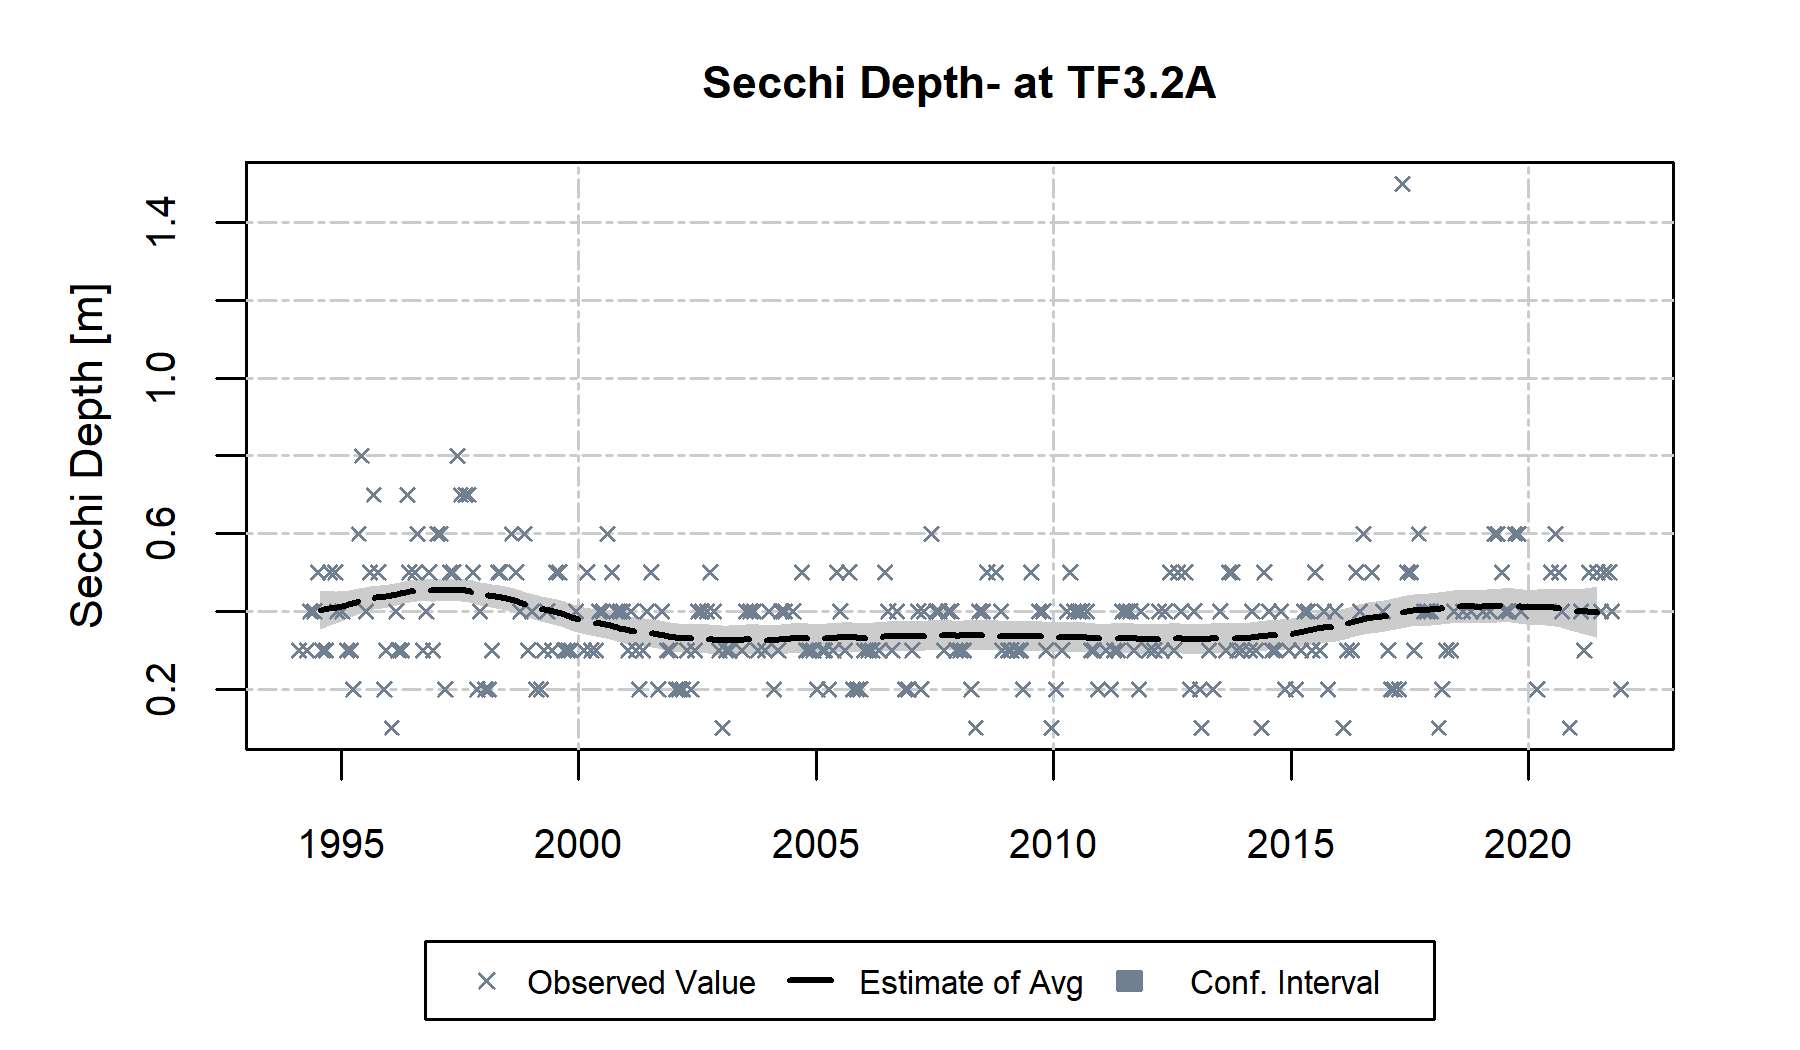 Secchi Depth- at TF3.2A
Secchi Depth [m]
1.4
1.0
0.6
0.2
1995 2000 2005 2010 2015 2020
Observed Value Estimate of Avg Conf. Interval